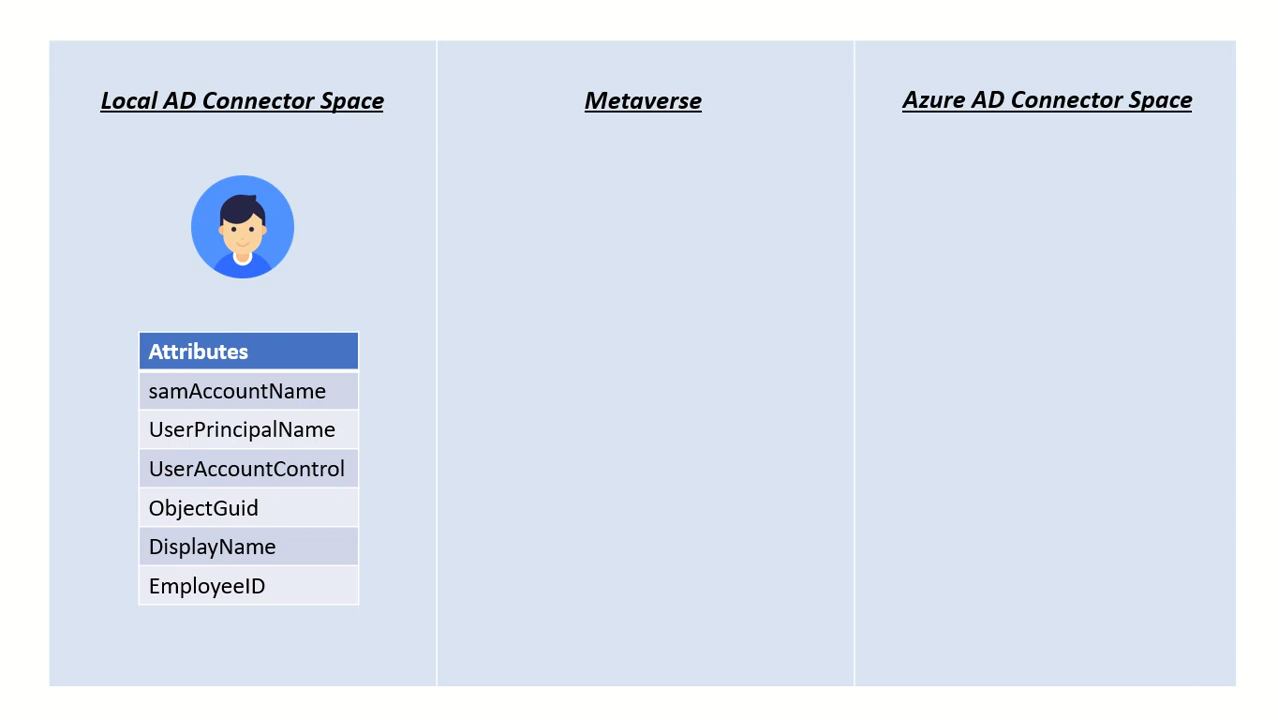 Local AD Connector Space
Metaverse
Azure AD Connector Space
Attributes
samAccountName
UserPrincipalName
UserAccountControl
ObjectGuid
DisplayName
EmployeeID